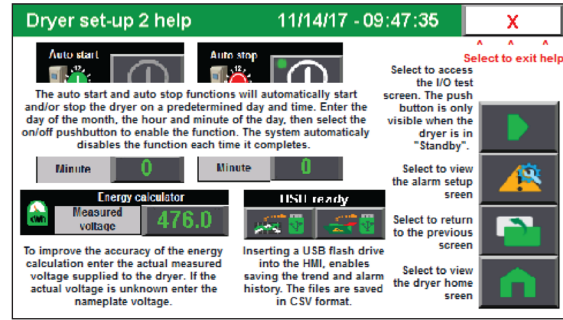 Dryer set-up 2 help
11/14/17 - 09:47:35
X
^ ^ ^
Select to exit help
Auto start
Auto stop
12
The auto start and auto stop functions will automatically start
and/or stop the dryer on a predetermined day and time. Enter the
day of the month, the hour and minute of the day, then select the
on/off pushbutton to enable the function. The system automaticaly
disables the function each time it completes.
Minute
0
Minute
0
Select to access
the I/O test
screen. The push
button is only
visible when the
dryer is in
"Standby".
Select to view
the alarm setup
sreen
Select to return
to the previous
screen
Select to view
the dryer home
sreen
Energy calculator
kWh
Measured
voltage
476.0
USB ready
To improve the accuracy of the energy
calculation enter the actual measured
voltage supplied to the dryer. If the
actual voltage is unknown enter the
nameplate voltage.
Inserting a USB flash drive
into the HMI, enables
saving the trend and alarm
history. The files are saved
in CSV format.